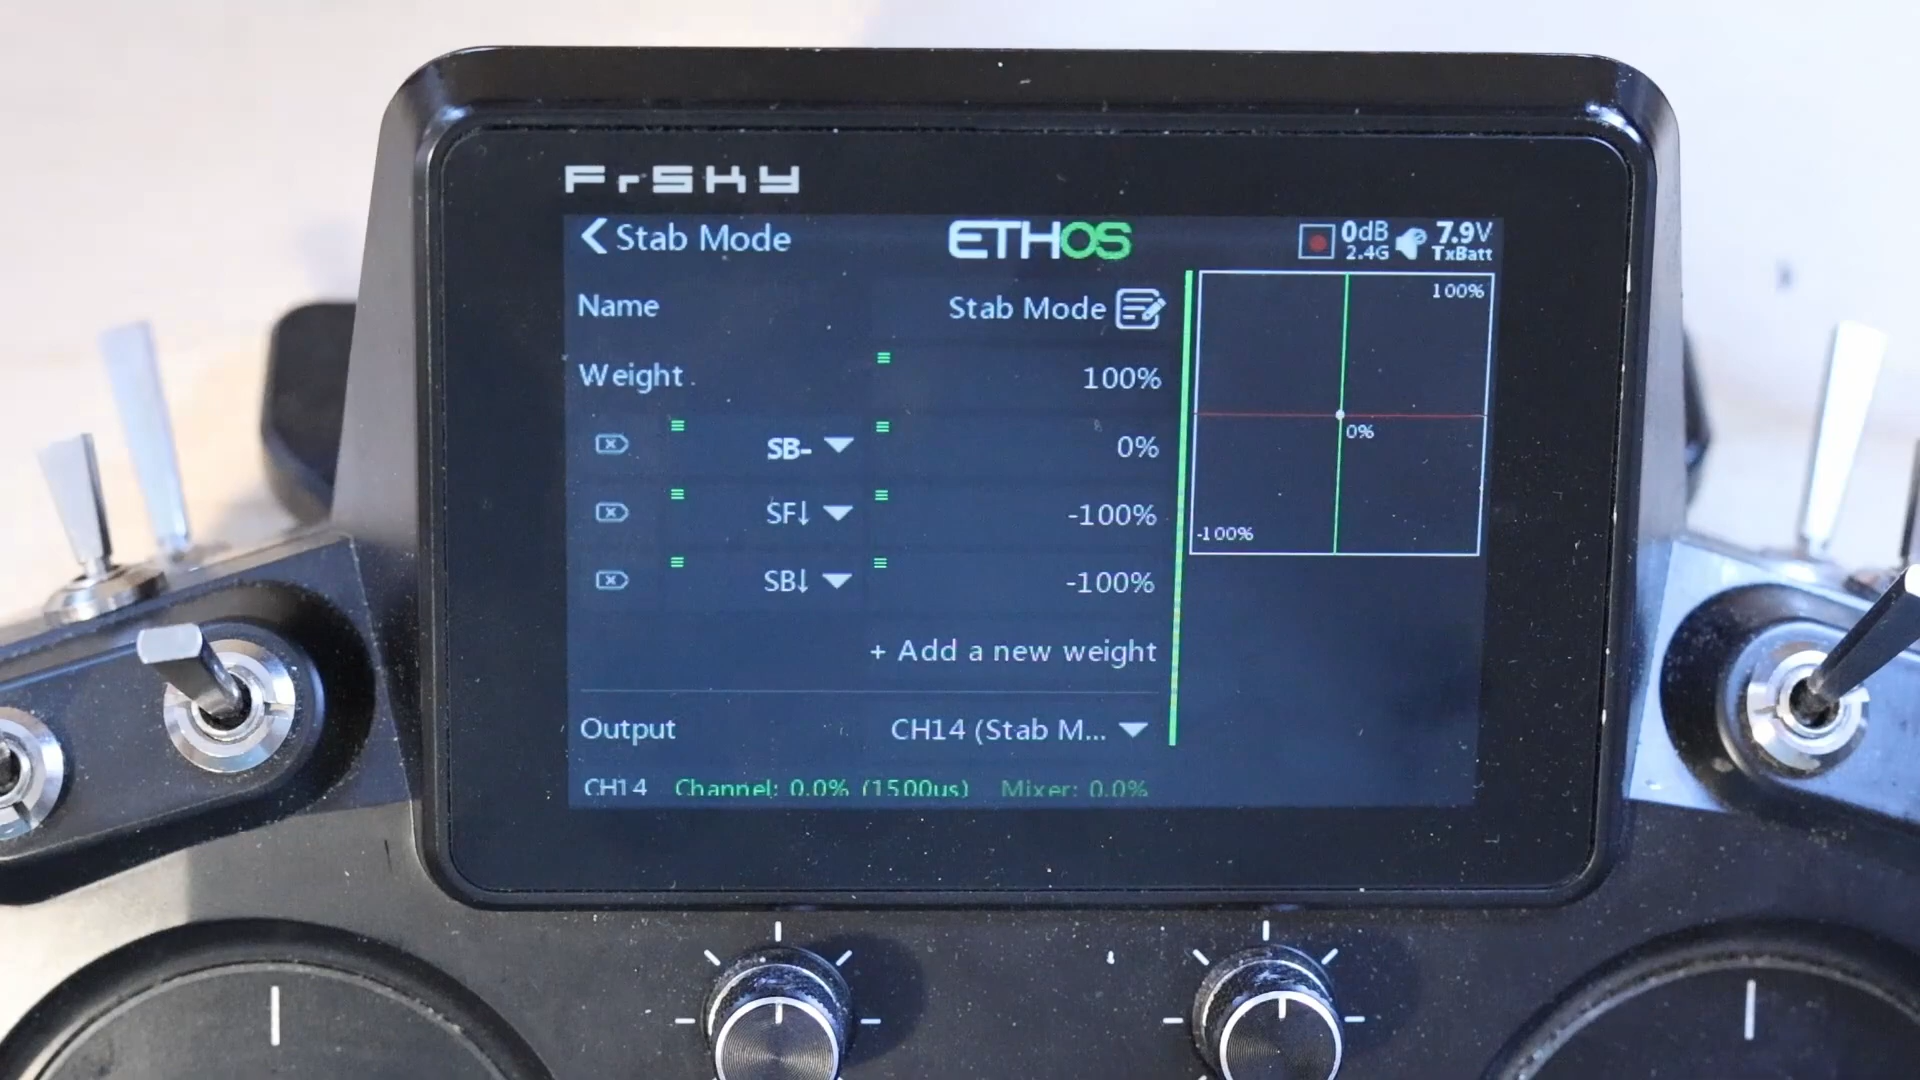 FrSKY
Stab Mode ETHOS 0dB 2.4G 7.9V TxBatt
Name Stab Mode
Weight 100%
SB- 0%
SF↓ -100%
SB↓ -100%
+ Add a new weight
Output CH14 (Stab M...
CH14 Channel: 0.0% (1500us) Mixer: 0.0%
100%
0%
-100%